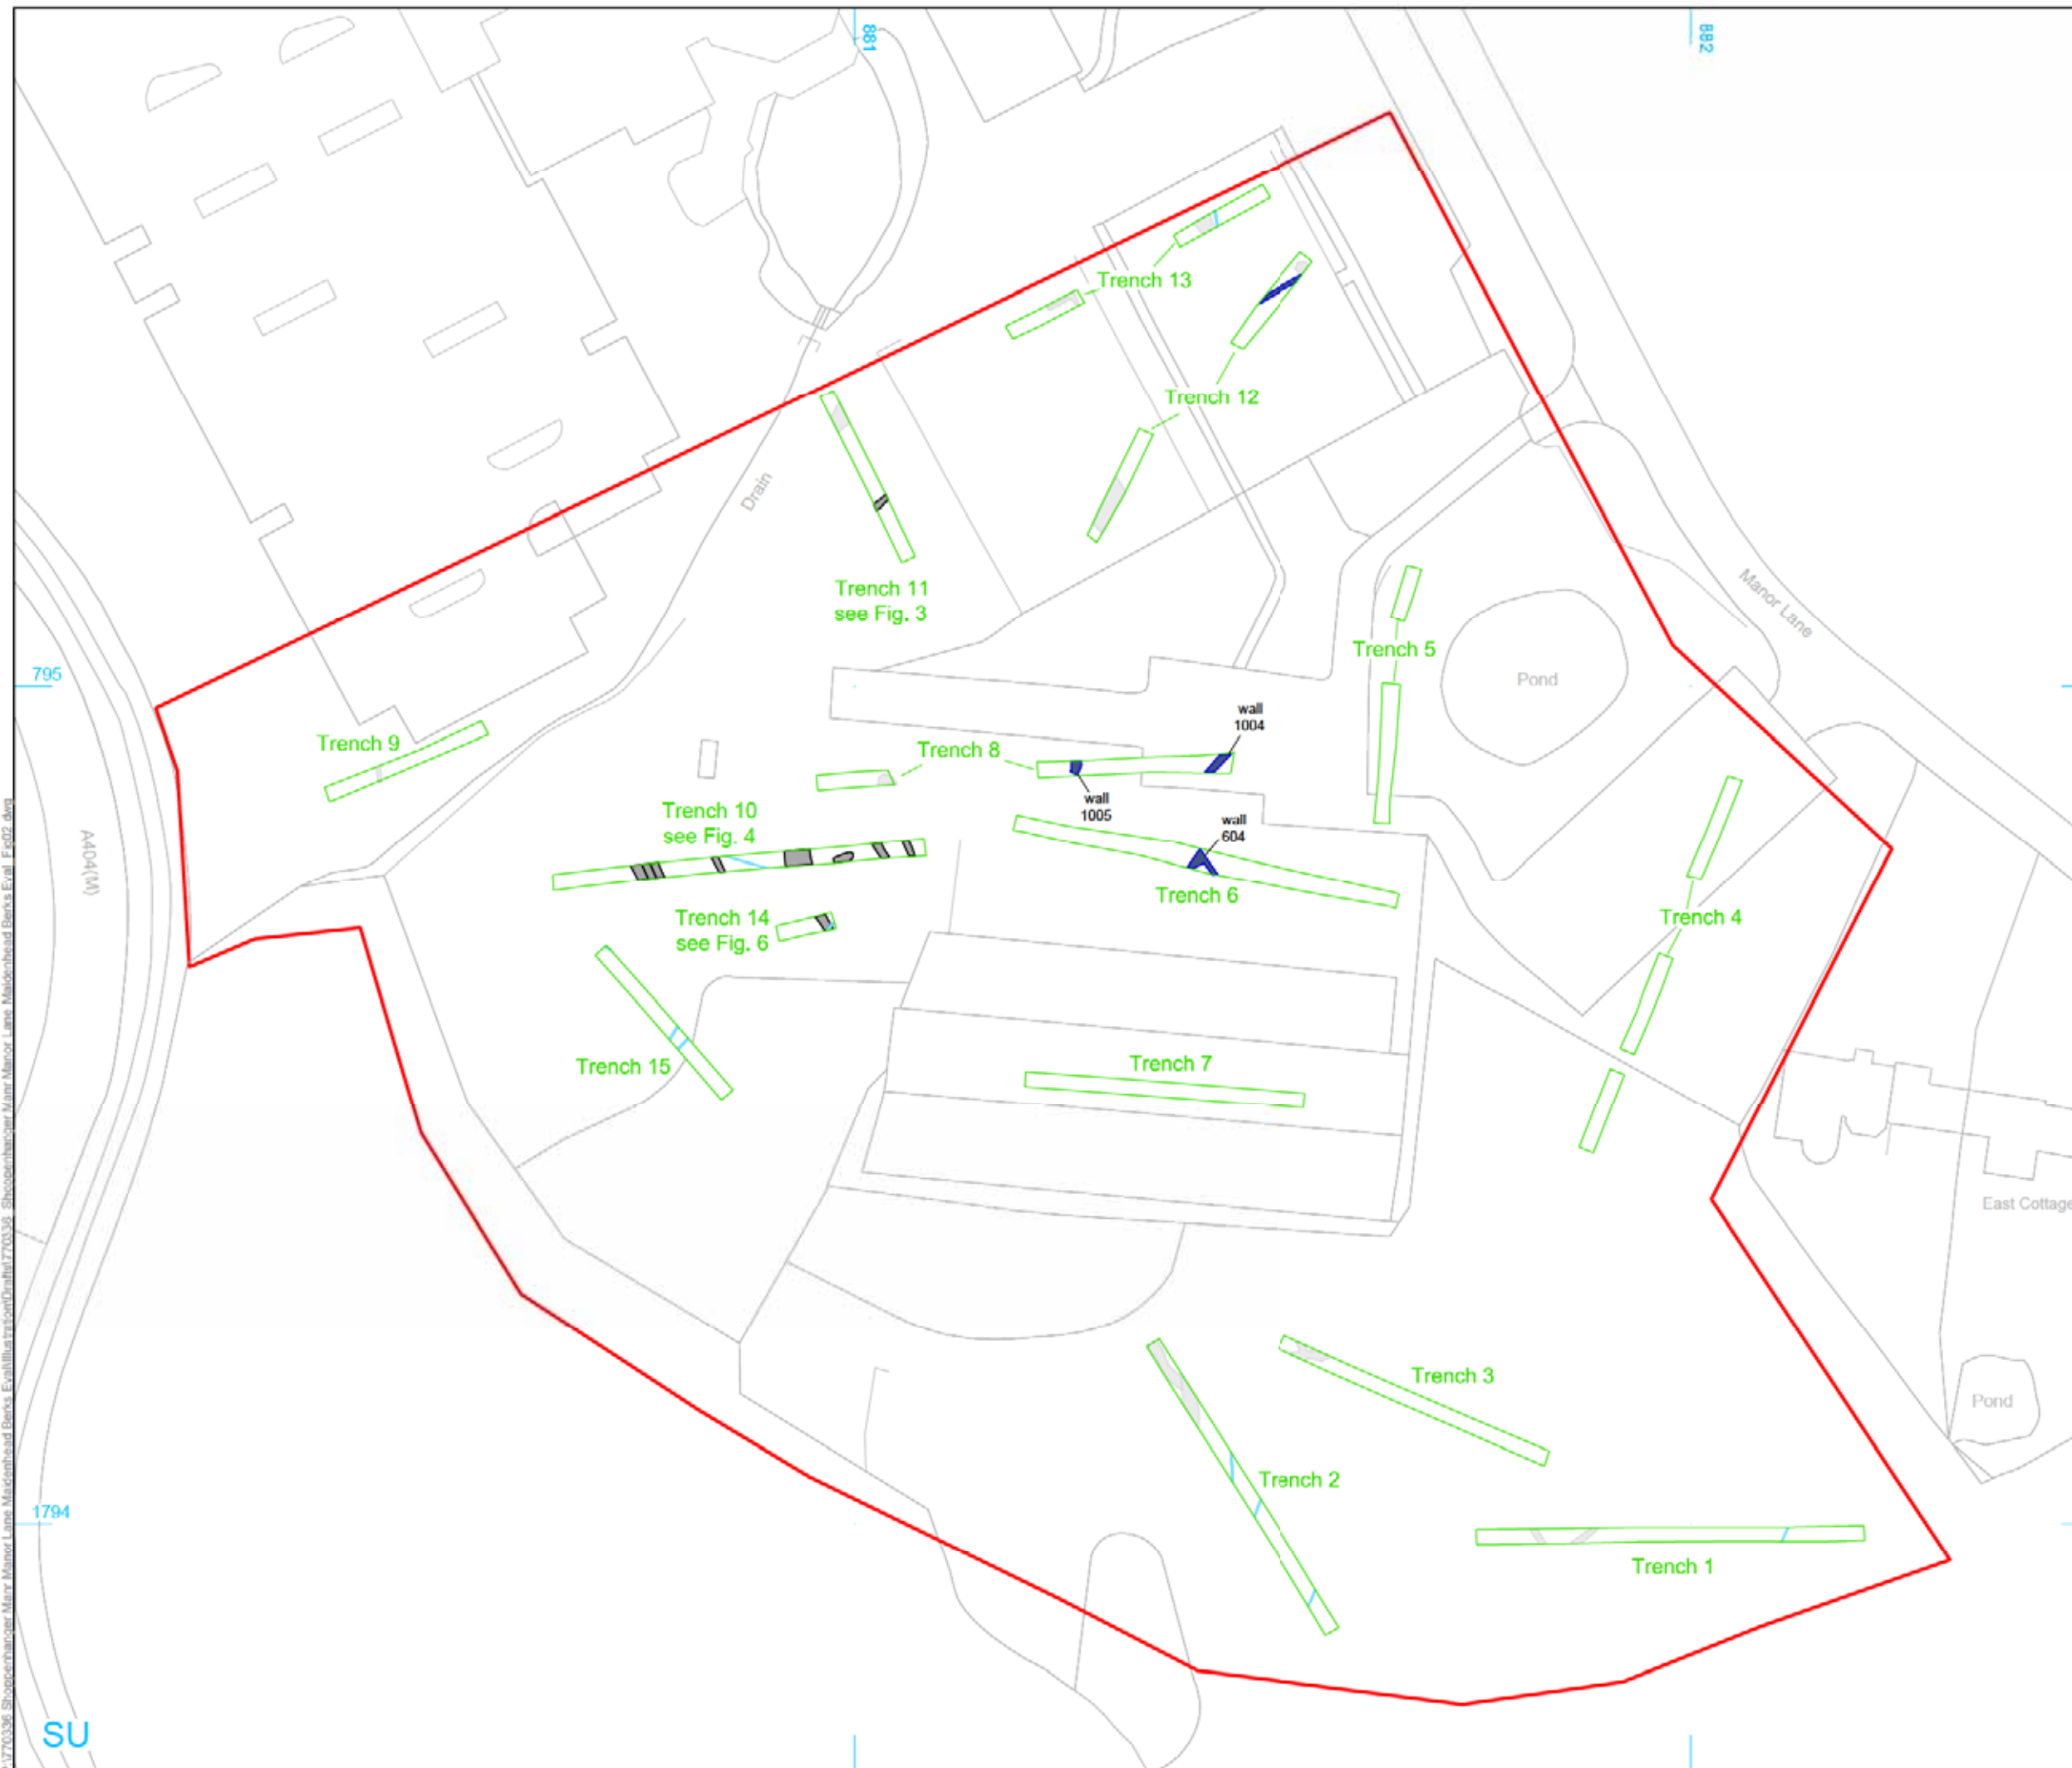 881
882
Trench 13
Trench 12
Drain
Trench 11
see Fig. 3
Manor Lane
Trench 5
Pond
795
wall
1004
Trench 9
Trench 8
wall
1005
Trench 10
see Fig. 4
wall
604
A404(M)
Trench 6
Trench 4
Trench 14
see Fig. 6
Trench 15
Trench 7
East Cottage
Trench 3
Pond
Trench 2
1794
Trench 1
SU